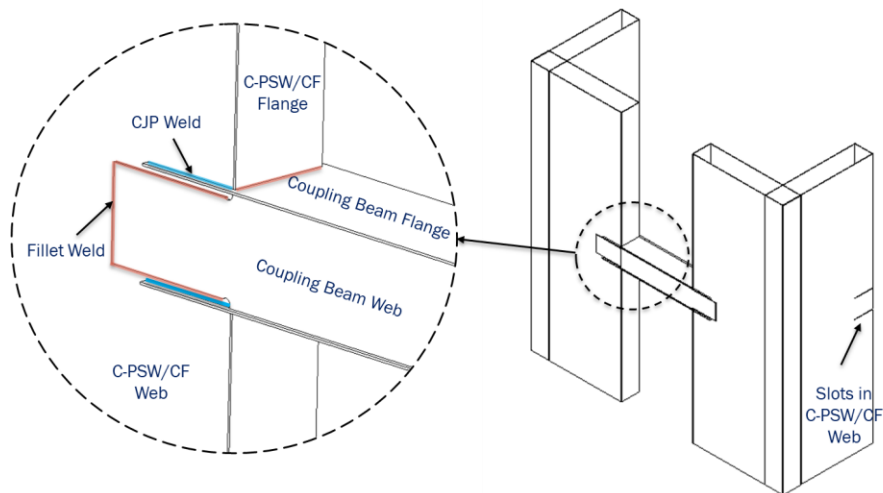 C-PSW/CF
Flange
CJP Weld
Coupling Beam Flange
Fillet Weld
Coupling Beam Web
C-PSW/CF
Web
Slots in
C-PSW/CF
Web